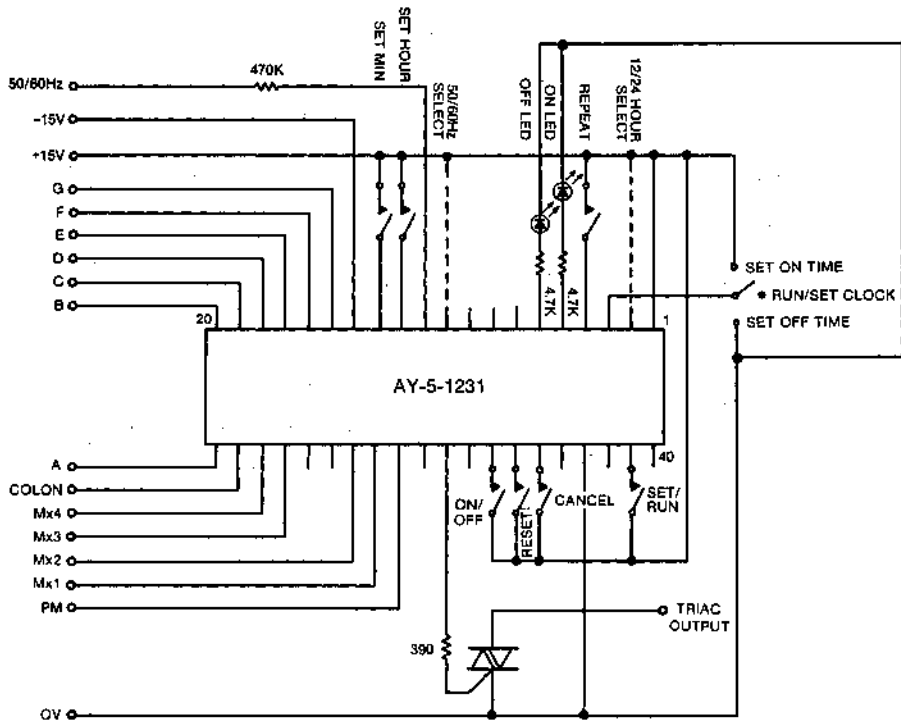 SET MIN
SET HOUR
50/60Hz SELECT
OFF LED
ON LED
REPEAT
12/24 HOUR SELECT
470K
50/60Hz
-15V
+15V
G
F
E
D
C
B
4.7K
4.7K
SET ON TIME
* RUN/SET CLOCK
SET OFF TIME
20
1
AY-5-1231
40
A
COLON
Mx4
Mx3
Mx2
Mx1
PM
ON/
OFF
RESET
CANCEL
SET/
RUN
TRIAC
OUTPUT
390
OV